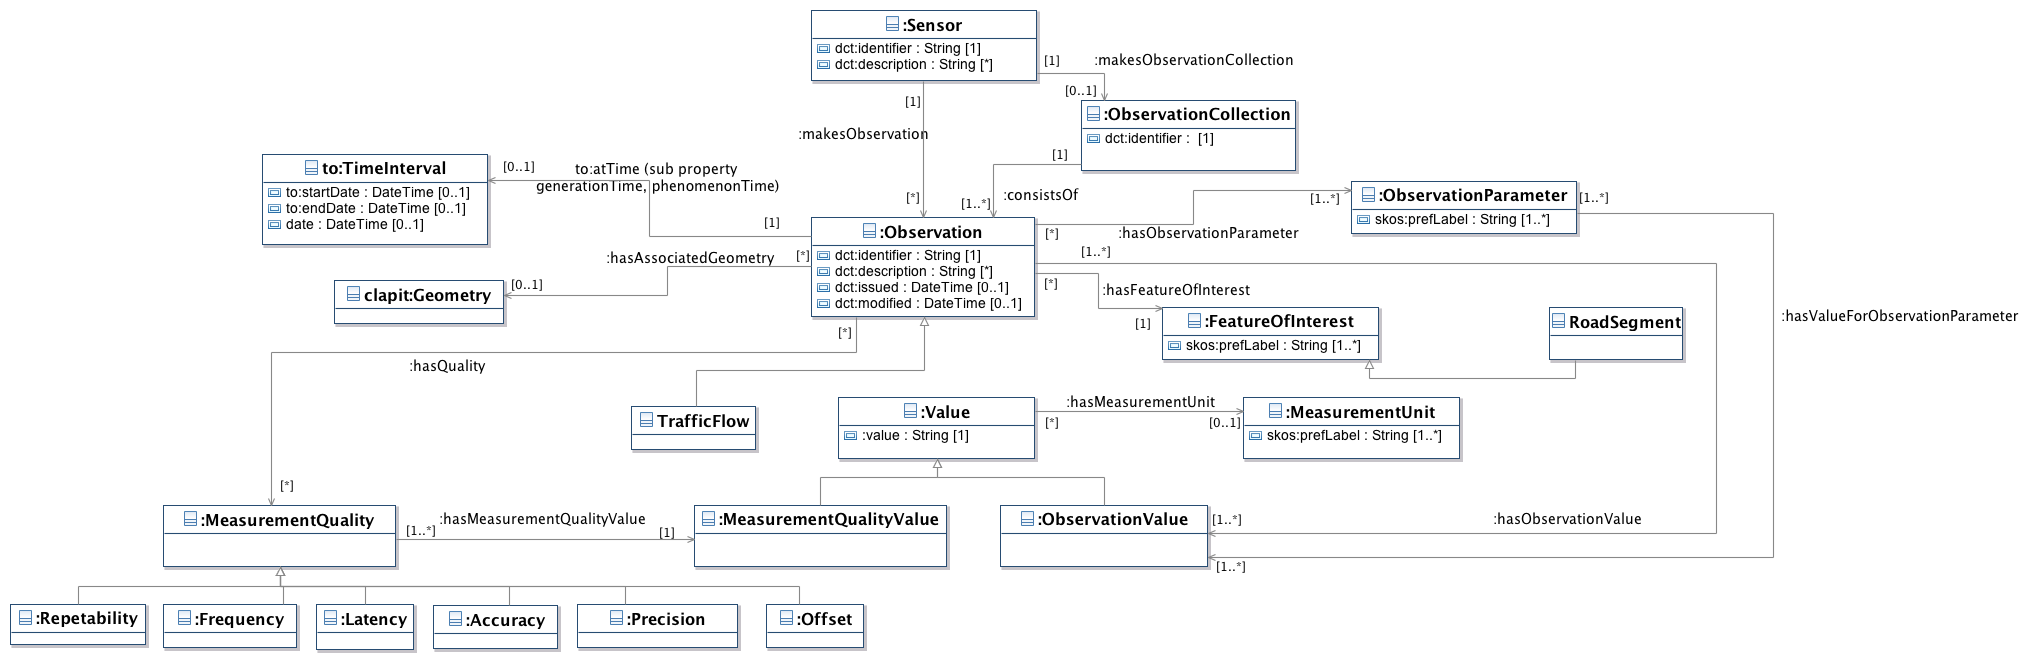 :Sensor
dct:identifier : String [1]
dct:description : String [*]
[1]
:makesObservationCollection
[0..1]
:ObservationCollection
dct:identifier :  [1]
[1]
:makesObservation
[*]
[1]
:consistsOf
[1..*]
to:TimeInterval
to:startDate : DateTime [0..1]
to:endDate : DateTime [0..1]
date : DateTime [0..1]
[0..1]
to:atTime (sub property
generationTime, phenomenonTime)
[1]
:ObservationParameter
skos:prefLabel : String [1..*]
[1..*]
[1..*]
:Observation
dct:identifier : String [1]
dct:description : String [*]
dct:issued : DateTime [0..1]
dct:modified : DateTime [0..1]
[*]
:hasObservationParameter
[1..*]
:hasAssociatedGeometry
[*]
[0..1]
clapit:Geometry
[*]
:hasFeatureOfInterest
[1]
:FeatureOfInterest
skos:prefLabel : String [1..*]
RoadSegment
:hasValueForObservationParameter
[*]
:hasQuality
TrafficFlow
:Value
:value : String [1]
:hasMeasurementUnit
[*]
[0..1]
:MeasurementUnit
skos:prefLabel : String [1..*]
[*]
:MeasurementQuality
[1..*]
:hasMeasurementQualityValue
[1]
:MeasurementQualityValue
:ObservationValue
[1..*]
:hasObservationValue
[1..*]
:Repetability
:Frequency
:Latency
:Accuracy
:Precision
:Offset